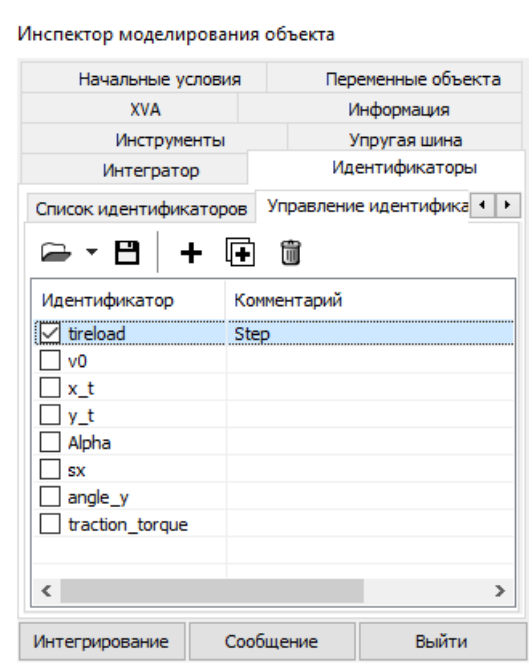 Инспектор моделирования объекта
Начальные условия Переменные объекта
XVA Информация
Инструменты Упругая шина
Интегратор Идентификаторы
Список идентификаторов Управление идентифика
Идентификатор Комментарий
tireload Step
v0
x_t
y_t
Alpha
sx
angle_y
traction_torque
Интегрирование Сообщение Выйти